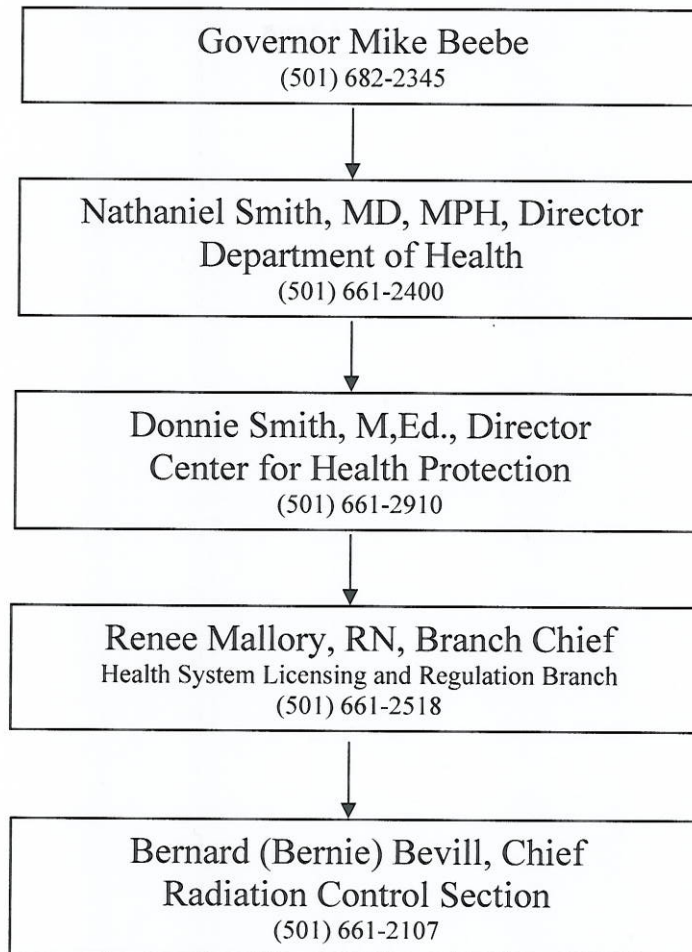 Governor Mike Beebe
(501) 682-2345
Nathaniel Smith, MD, MPH, Director
Department of Health
(501) 661-2400
Donnie Smith, M,Ed., Director
Center for Health Protection
(501) 661-2910
Renee Mallory, RN, Branch Chief
Health System Licensing and Regulation Branch
(501) 661-2518
Bernard (Bernie) Bevill, Chief
Radiation Control Section
(501) 661-2107